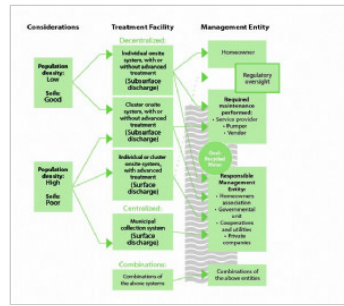 Considerations
Treatment Facility
Management Entity
Decentralized:
Population
density:
Low
Soils:
Good
Individual onsite
system, with or
without advanced
treatment
(Subsurface
discharge)
Homeowner
Regulatory
oversight
Cluster onsite
system, with or
without advanced
treatment
(Subsurface
discharge)
Required
maintenance
performed:
• Service provider
• Pumper
• Vendor
Population
density:
High
Soils:
Poor
Individual or cluster
onsite system,
with advanced
treatment
(Surface
discharge)
Responsible
Management
Entity:
• Homeowners
association
• Governmental
unit
• Cooperatives
and utilities
• Private
companies
Centralized:
Municipal
collection system
(Surface
discharge)
Combinations:
Combinations of
the above systems
Combinations of
the above entities